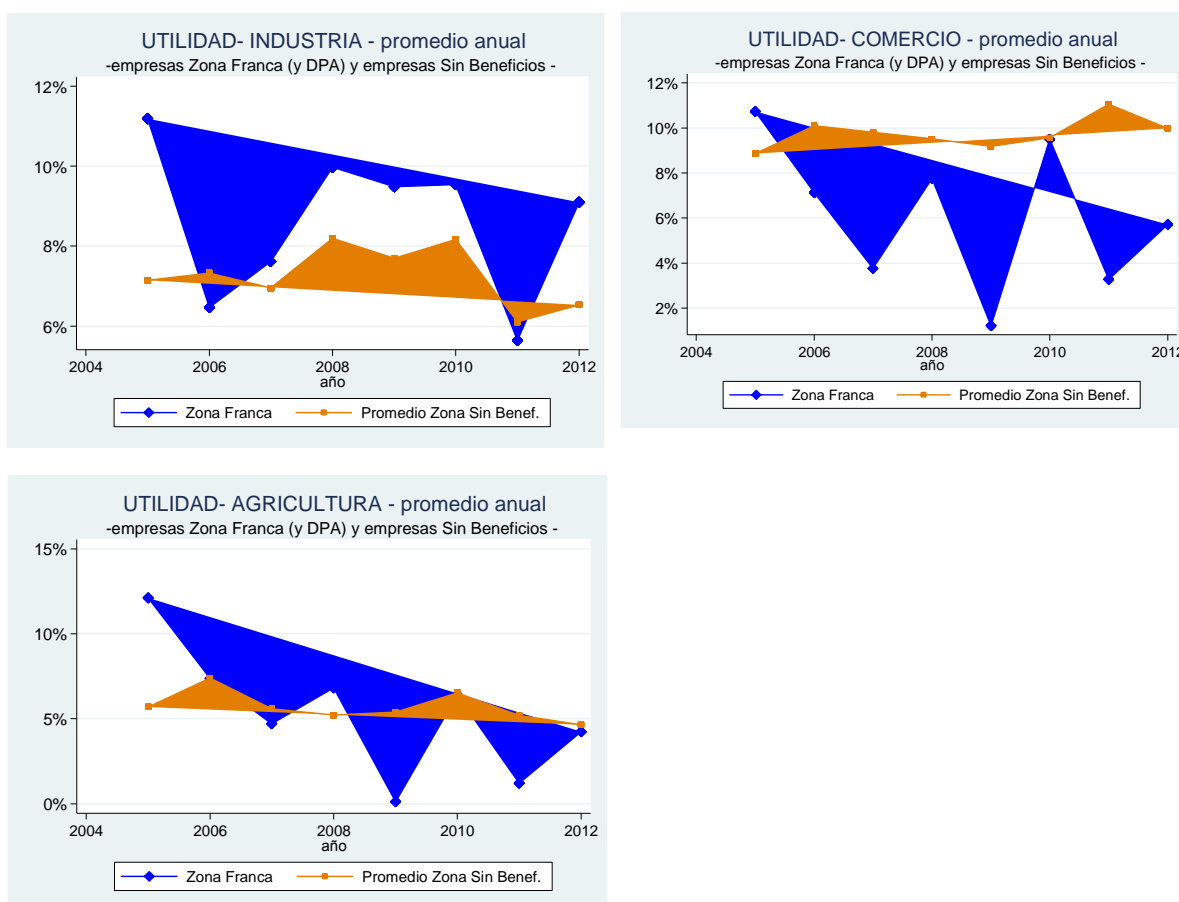 UTILIDAD- INDUSTRIA - promedio anual
-empresas Zona Franca (y DPA) y empresas Sin Beneficios -
12%
10%
8%
6%
2004 2006 2008 2010 2012
año
Zona Franca Promedio Zona Sin Benef.
UTILIDAD- COMERCIO - promedio anual
-empresas Zona Franca (y DPA) y empresas Sin Beneficios -
12%
10%
8%
6%
4%
2%
2004 2006 2008 2010 2012
año
Zona Franca Promedio Zona Sin Benef.
UTILIDAD- AGRICULTURA - promedio anual
-empresas Zona Franca (y DPA) y empresas Sin Beneficios -
15%
10%
5%
0%
2004 2006 2008 2010 2012
año
Zona Franca Promedio Zona Sin Benef.